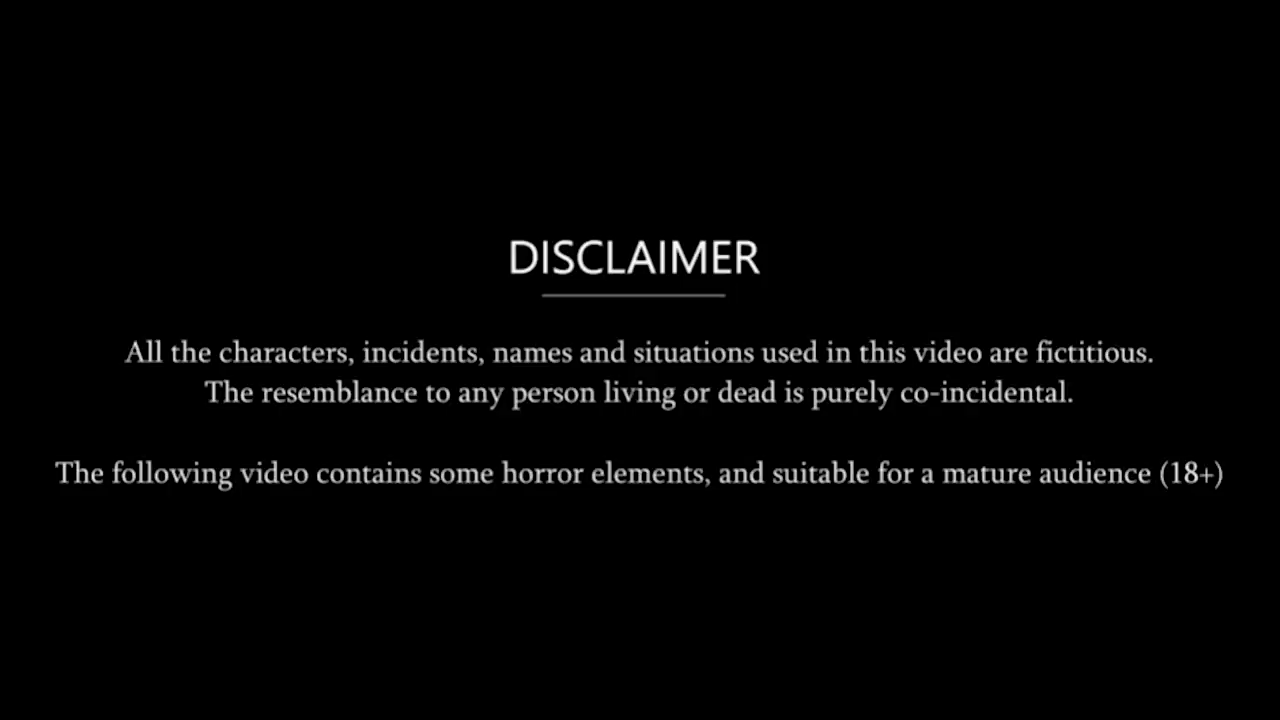 DISCLAIMER
All the characters, incidents, names and situations used in this video are fictitious.
The resemblance to any person living or dead is purely co-incidental.
The following video contains some horror elements, and suitable for a mature audience (18+)